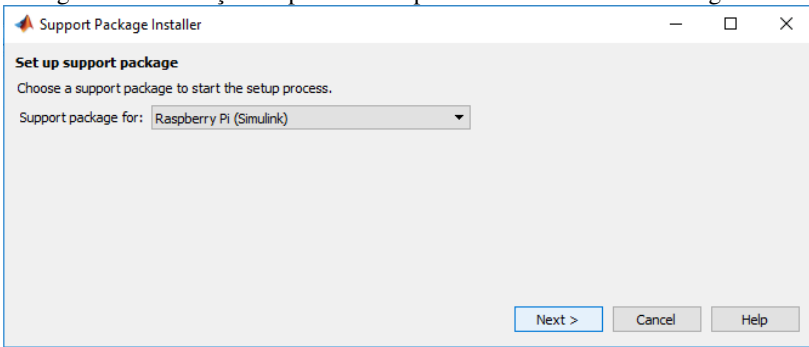 Support Package Installer
Set up support package
Choose a support package to start the setup process.
Support package for: Raspberry Pi (Simulink)
Next > Cancel Help